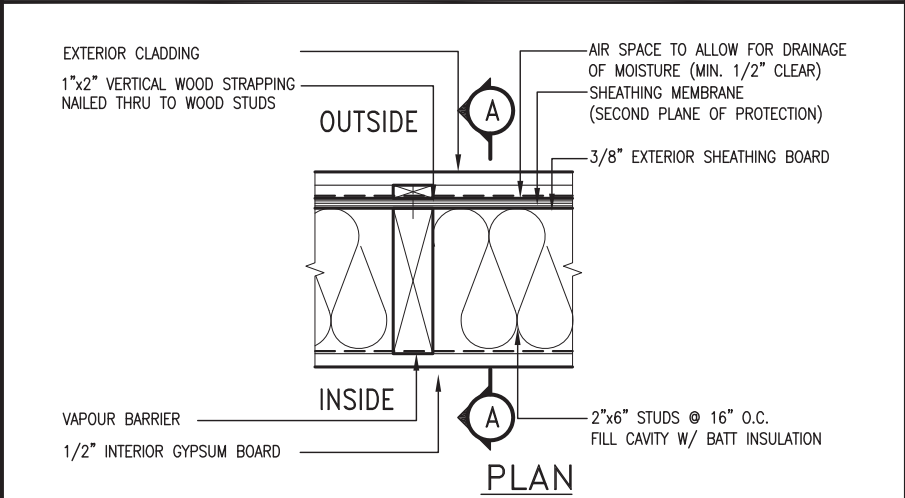 EXTERIOR CLADDING
1"x2" VERTICAL WOOD STRAPPING
NAILED THRU TO WOOD STUDS
OUTSIDE
A
AIR SPACE TO ALLOW FOR DRAINAGE
OF MOISTURE (MIN. 1/2" CLEAR)
SHEATHING MEMBRANE
(SECOND PLANE OF PROTECTION)
3/8" EXTERIOR SHEATHING BOARD
INSIDE
A
VAPOUR BARRIER
1/2" INTERIOR GYPSUM BOARD
2"x6" STUDS @ 16" O.C.
FILL CAVITY W/ BATT INSULATION
PLAN